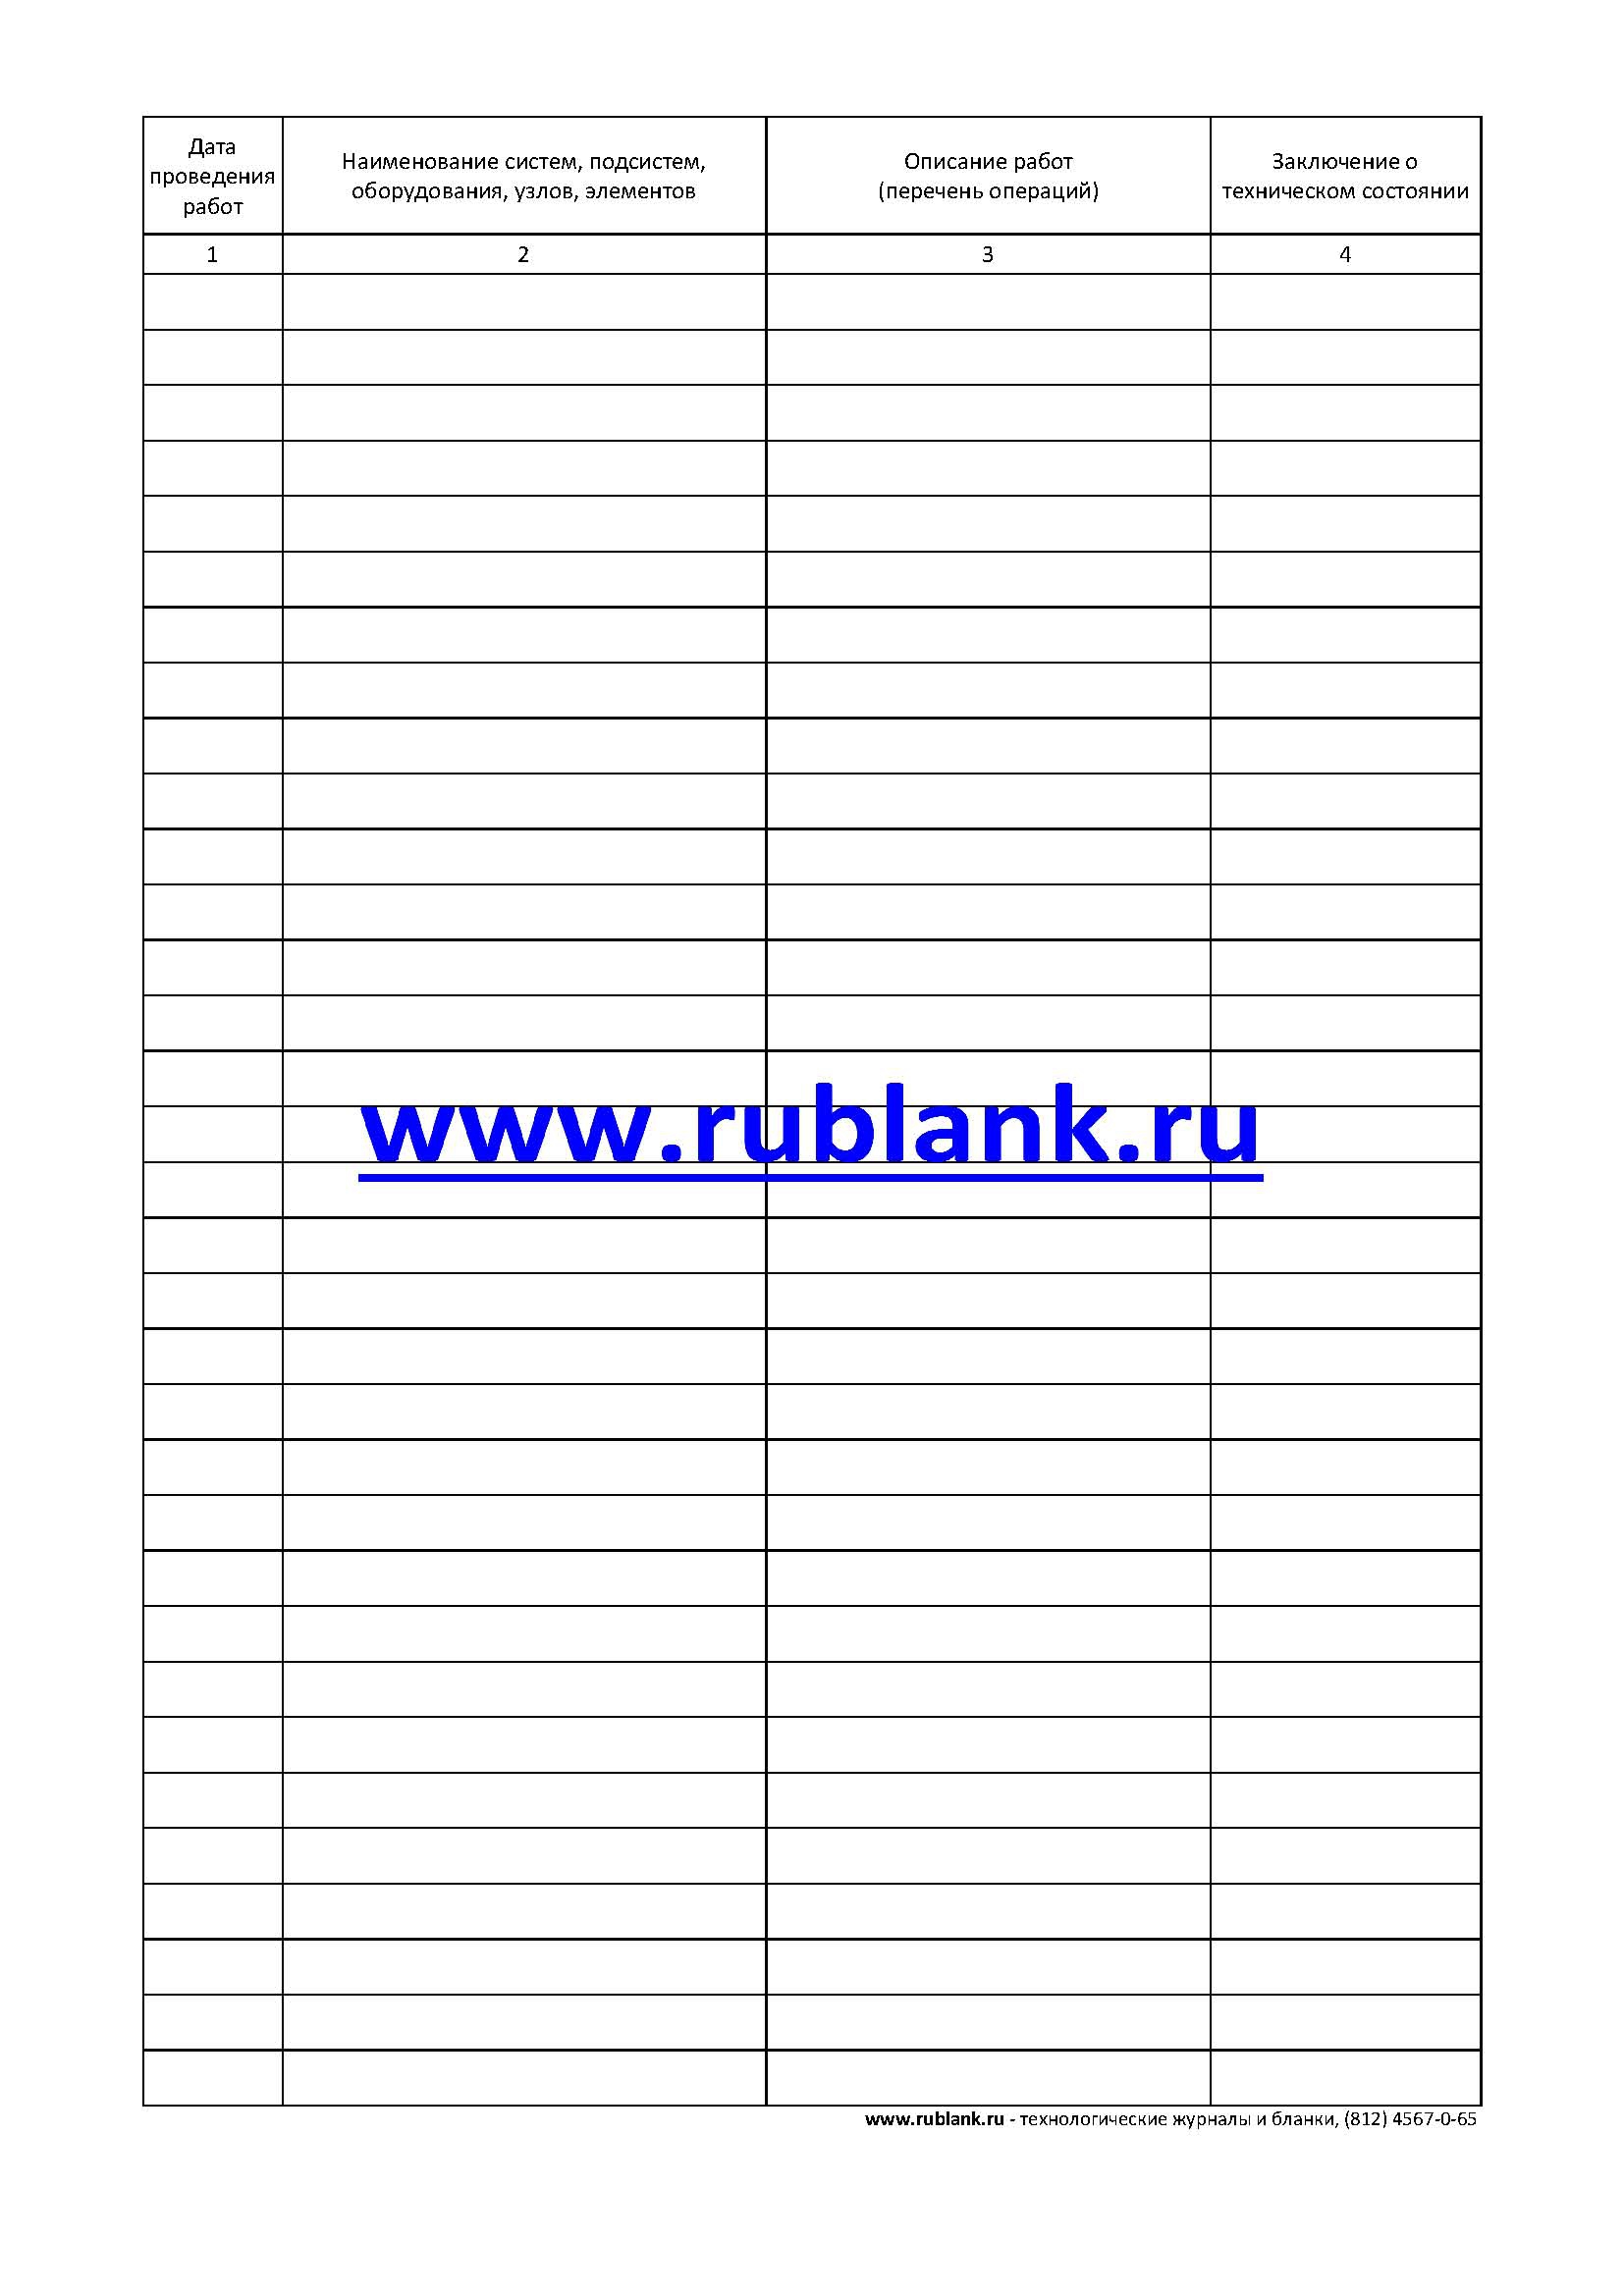 Дата
проведения
работ
Наименование систем, подсистем,
оборудования, узлов, элементов
Описание работ
(перечень операций)
Заключение о
техническом состоянии
1 2 3 4
www.rublank.ru
www.rublank.ru - технологические журналы и бланки, (812) 4567-0-65